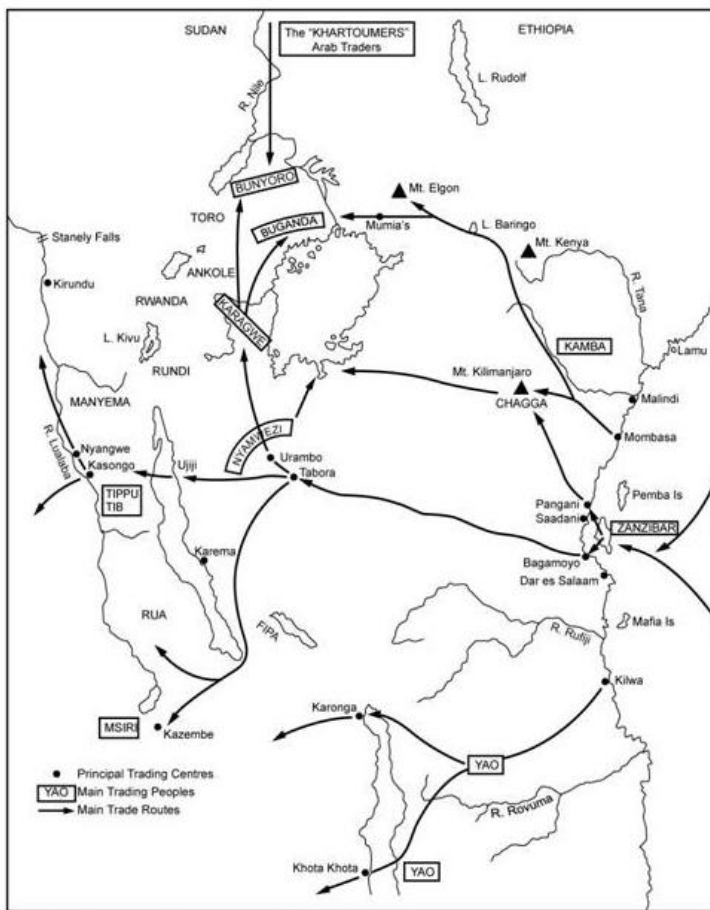 SUDAN
The "KHARTOUMERS"
Arab Traders
ETHIOPIA
R. Nile
L. Rudolf
BUNYORO
Mt. Elgon
TORO
BUGANDA
Mumia's
L. Baringo
Mt. Kenya
Stanely Falls
ANKOLE
R. Tana
Kirundu
RWANDA
KARAGWE
L. Kivu
KAMBA
Lamu
RUNDI
Mt. Kilimanjaro
CHAGGA
Malindi
MANYEMA
NYAMWEZI
Mombasa
R. Lualaba
Nyangwe
Kasongo
Ujiji
Urambo
Tabora
TIPPU
TIB
Pangani
Pemba Is
Saadani
ZANZIBAR
Karema
Bagamoyo
Dar es Salaam
RUA
FIPA
R. Rufiji
Mafia Is
Kilwa
MSIRI
Kazembe
Karonga
YAO
R. Rovuma
Khota Khota
YAO
Principal Trading Centres
YAO Main Trading Peoples
Main Trade Routes